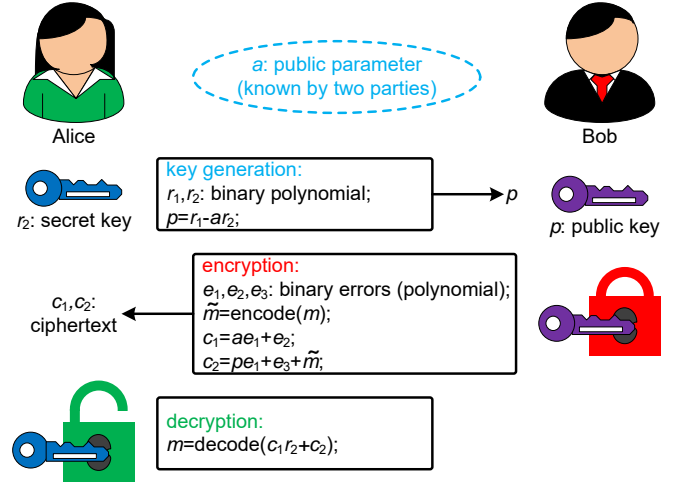 a: public parameter
(known by two parties)
Alice
Bob
key generation:
r₁,r₂: binary polynomial;
p=r₁-ar₂;
p
r₂: secret key
p: public key
encryption:
e₁,e₂,e₃: binary errors (polynomial);
m̃=encode(m);
c₁=ae₁+e₂;
c₂=pe₁+e₃+m̃;
c₁,c₂:
ciphertext
decryption:
m=decode(c₁r₂+c₂);